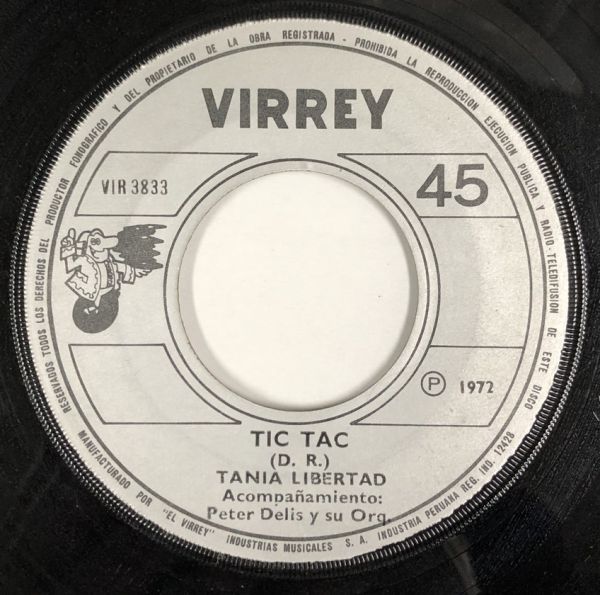 RESERVADOS TODOS LOS DERECHOS DEL PRODUCTOR FONOGRAFICO Y DEL PROPIETARIO DE LA OBRA REGISTRADA - PROHIBIDA LA REPRODUCCION EJECUCION PUBLICA Y RADIO - TELEDIFUSION DE ESTE DISCO
VIRREY
VIR 3833
45
Ⓟ 1972
TIC TAC
(D. R.)
TANIA LIBERTAD
Acompañamiento:
Peter Delis y su Orq.
MANUFACTURADO POR "EL VIRREY" INDUSTRIAS MUSICALES S. A. INDUSTRIA PERUANA REG. IND. 12428